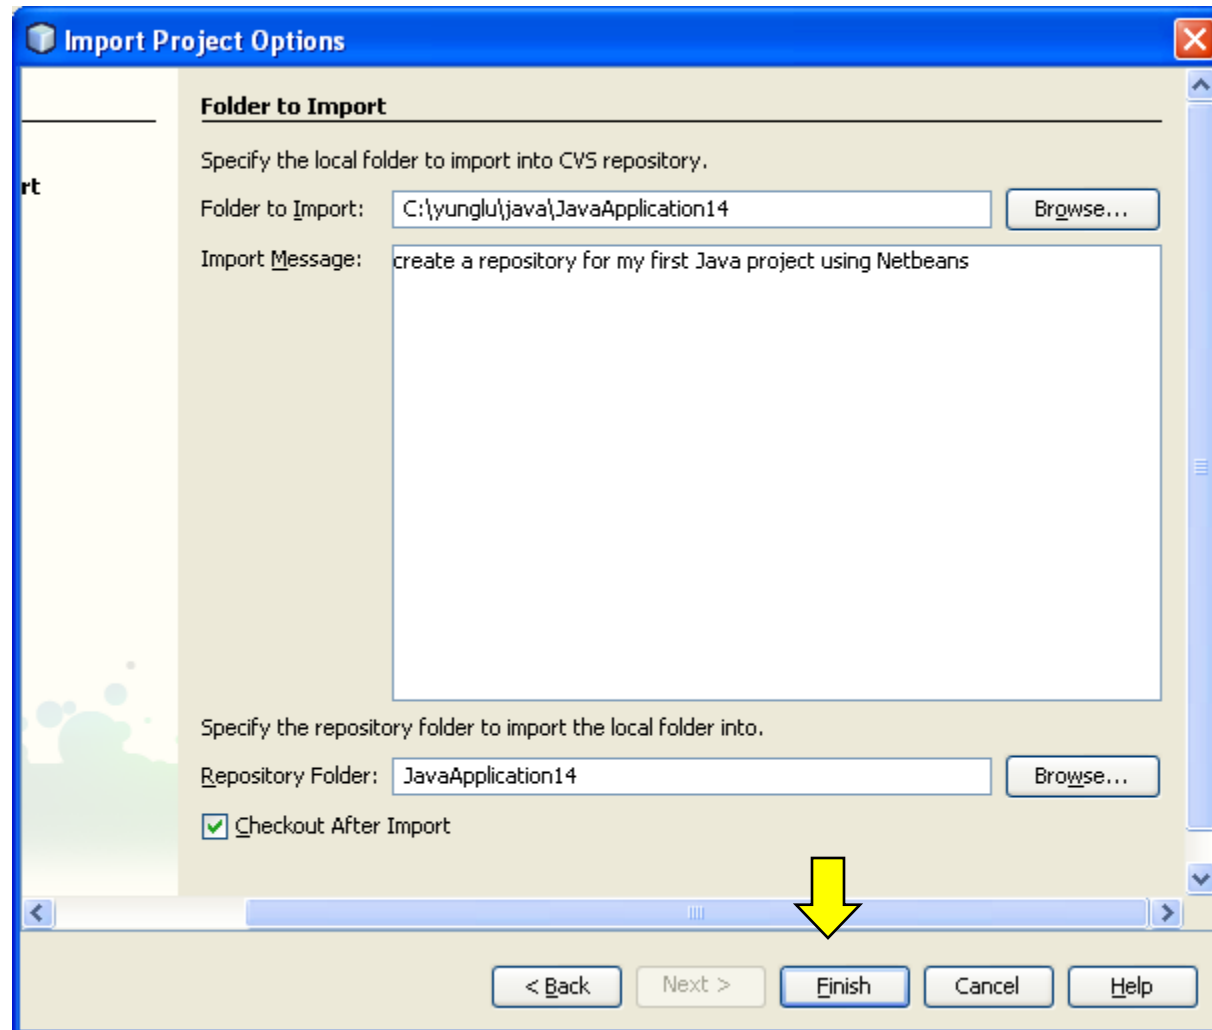 Import Project Options
Folder to Import
Specify the local folder to import into CVS repository.
rt
Folder to Import: C:\yunglu\java\JavaApplication14 Browse...
Import Message: create a repository for my first Java project using Netbeans
Specify the repository folder to import the local folder into.
Repository Folder: JavaApplication14 Browse...
Checkout After Import
< Back Next > Finish Cancel Help